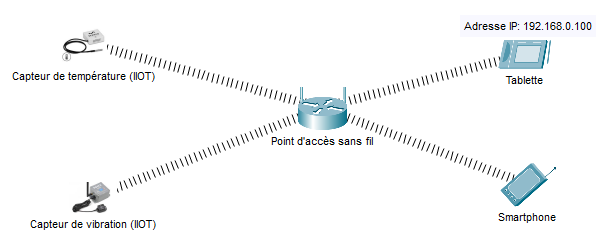 Adresse IP: 192.168.0.100
Capteur de température (IIOT)
Tablette
Point d'accès sans fil
Capteur de vibration (IIOT)
Smartphone